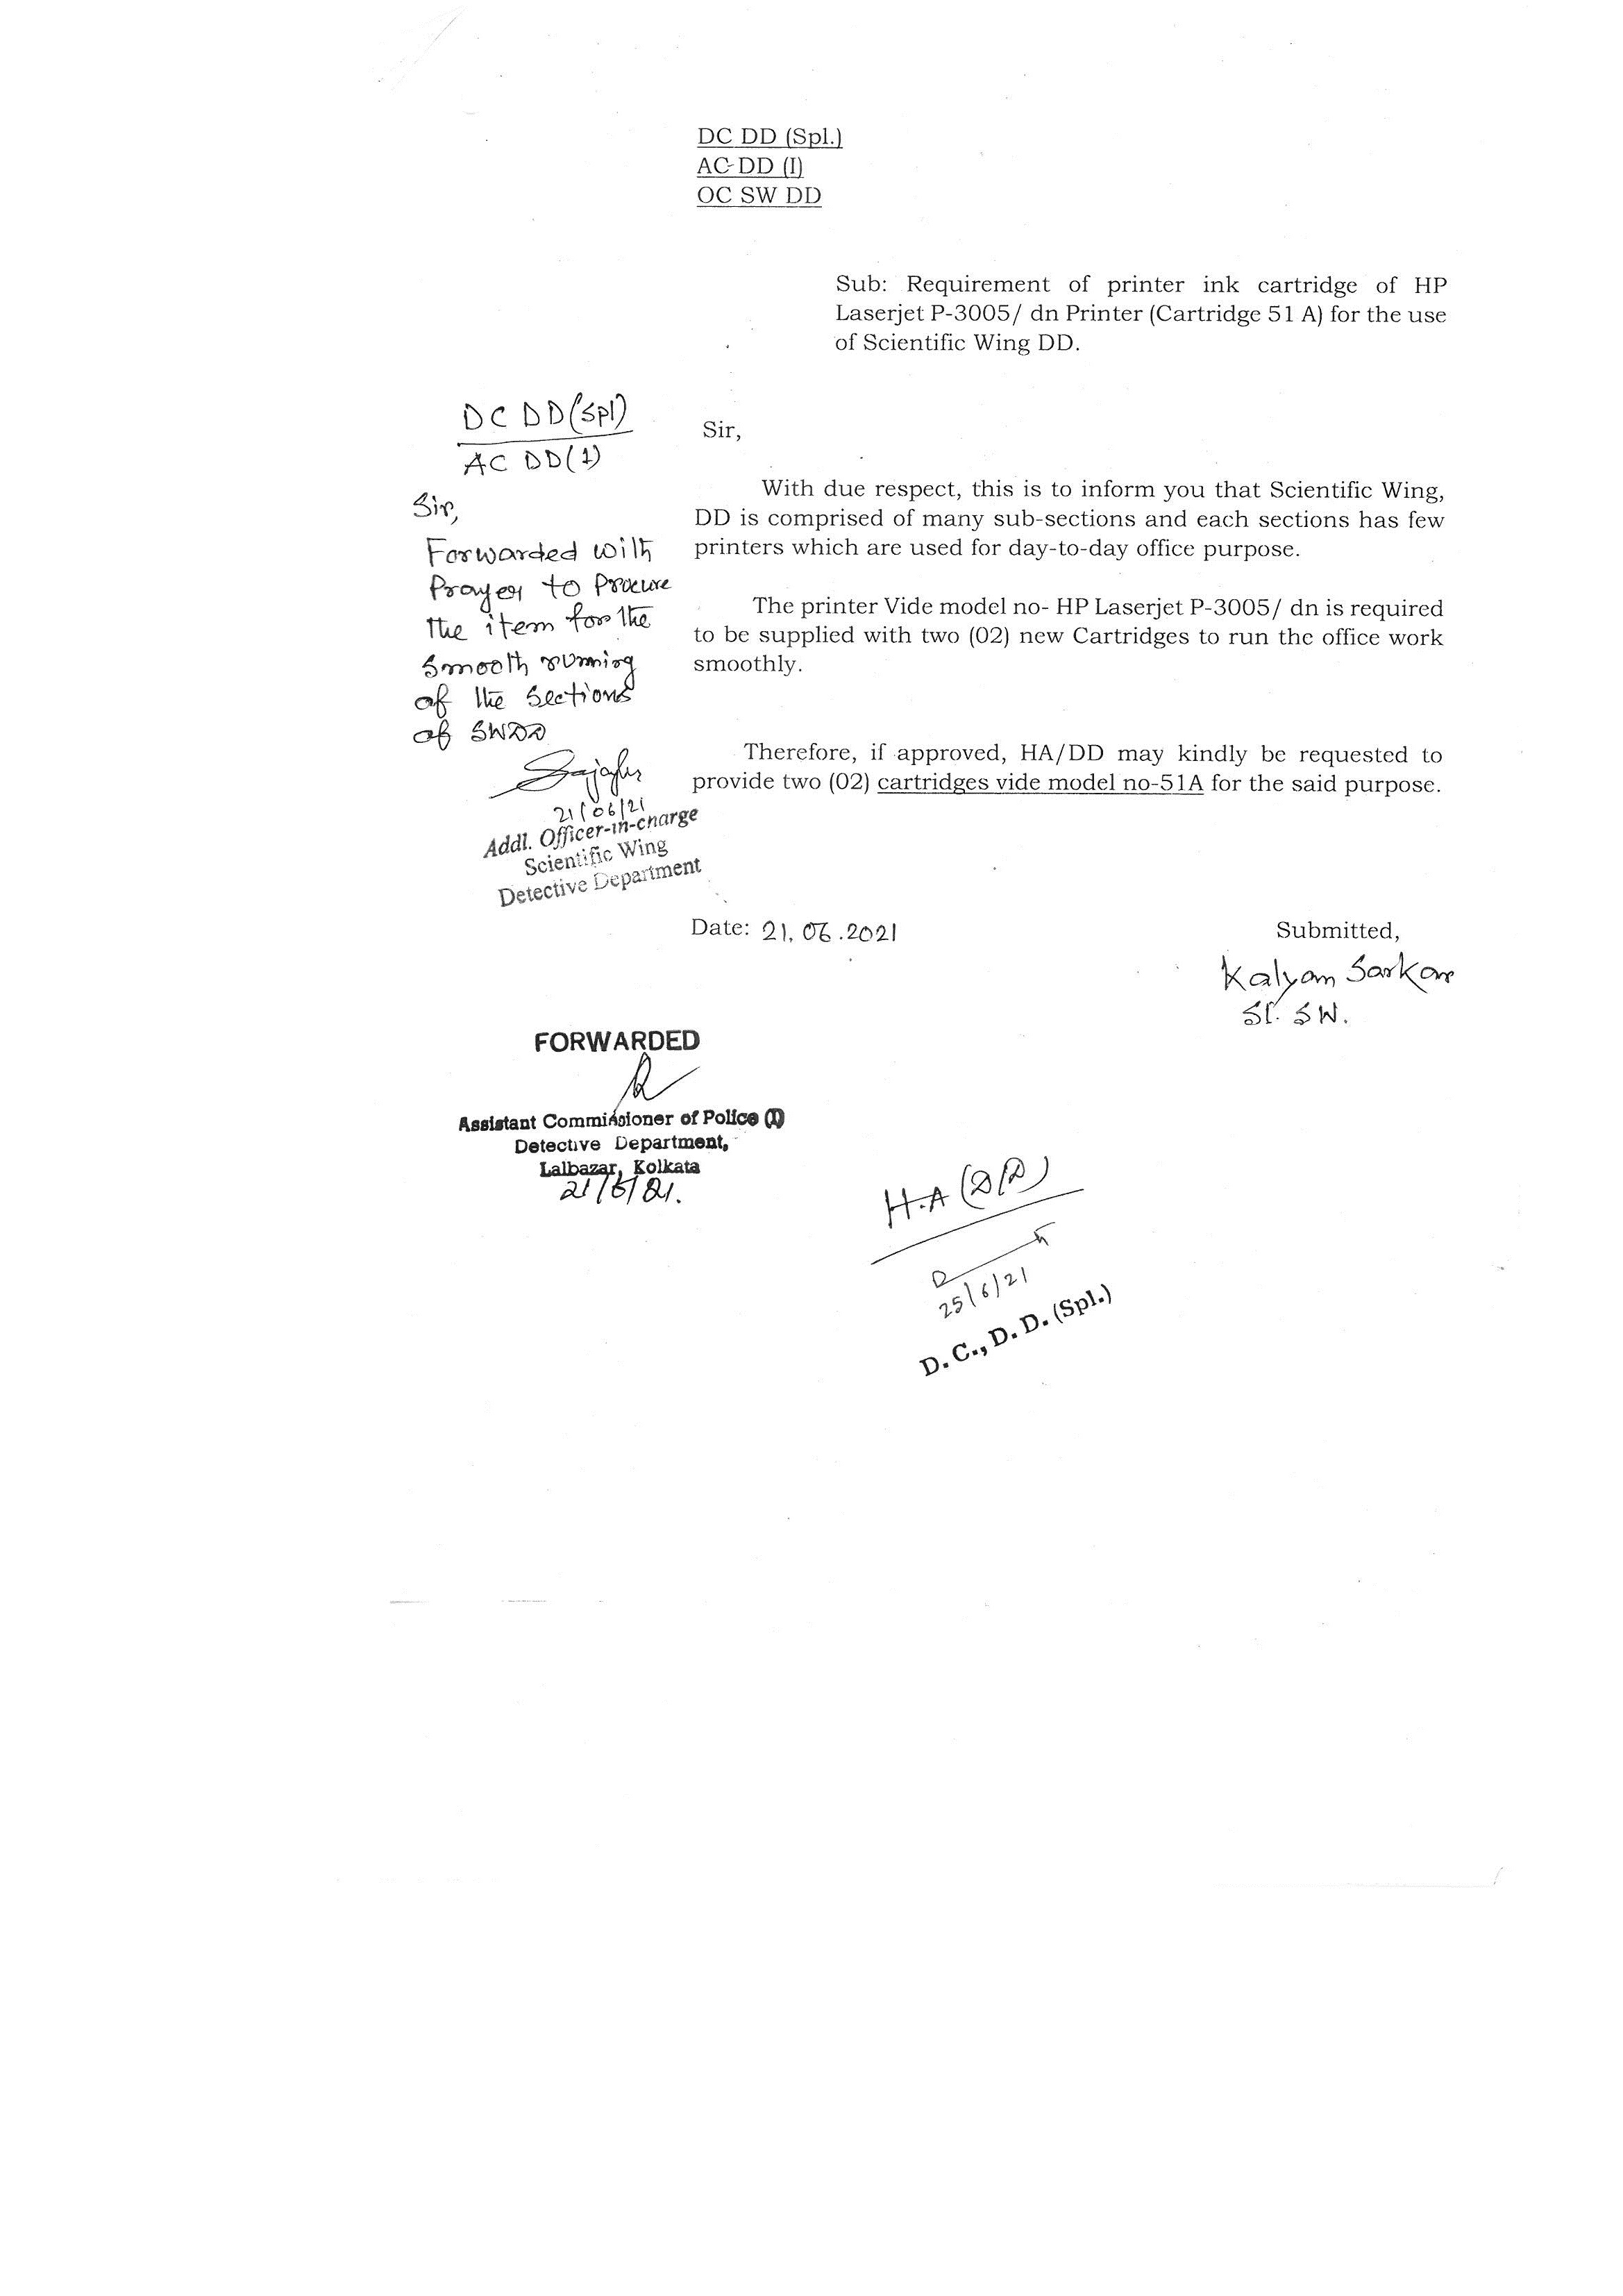 DC DD (Spl.)
AC DD (I)
OC SW DD
Sub: Requirement of printer ink cartridge of HP
Laserjet P-3005/ dn Printer (Cartridge 51 A) for the use
of Scientific Wing DD.
DC DD (Spl)
AC DD (1)
Sir,
Forwarded with
Prayer to Procure
the item for the
smooth running
of the sections
of SWDD
21/06/21
Addl. Officer-in-charge
Scientific Wing
Detective Department
Sir,
With due respect, this is to inform you that Scientific Wing,
DD is comprised of many sub-sections and each sections has few
printers which are used for day-to-day office purpose.
The printer Vide model no- HP Laserjet P-3005/ dn is required
to be supplied with two (02) new Cartridges to run the office work
smoothly.
Therefore, if approved, HA/DD may kindly be requested to
provide two (02) cartridges vide model no-51A for the said purpose.
Date: 21.06.2021
Submitted,
Kalyan Sarkar
SI. SW.
FORWARDED
Assistant Commissioner of Police (I)
Detective Department,
Lalbazar, Kolkata
21/6/21.
H.A (DD)
25/6/21
D. C., D. D. (Spl.)